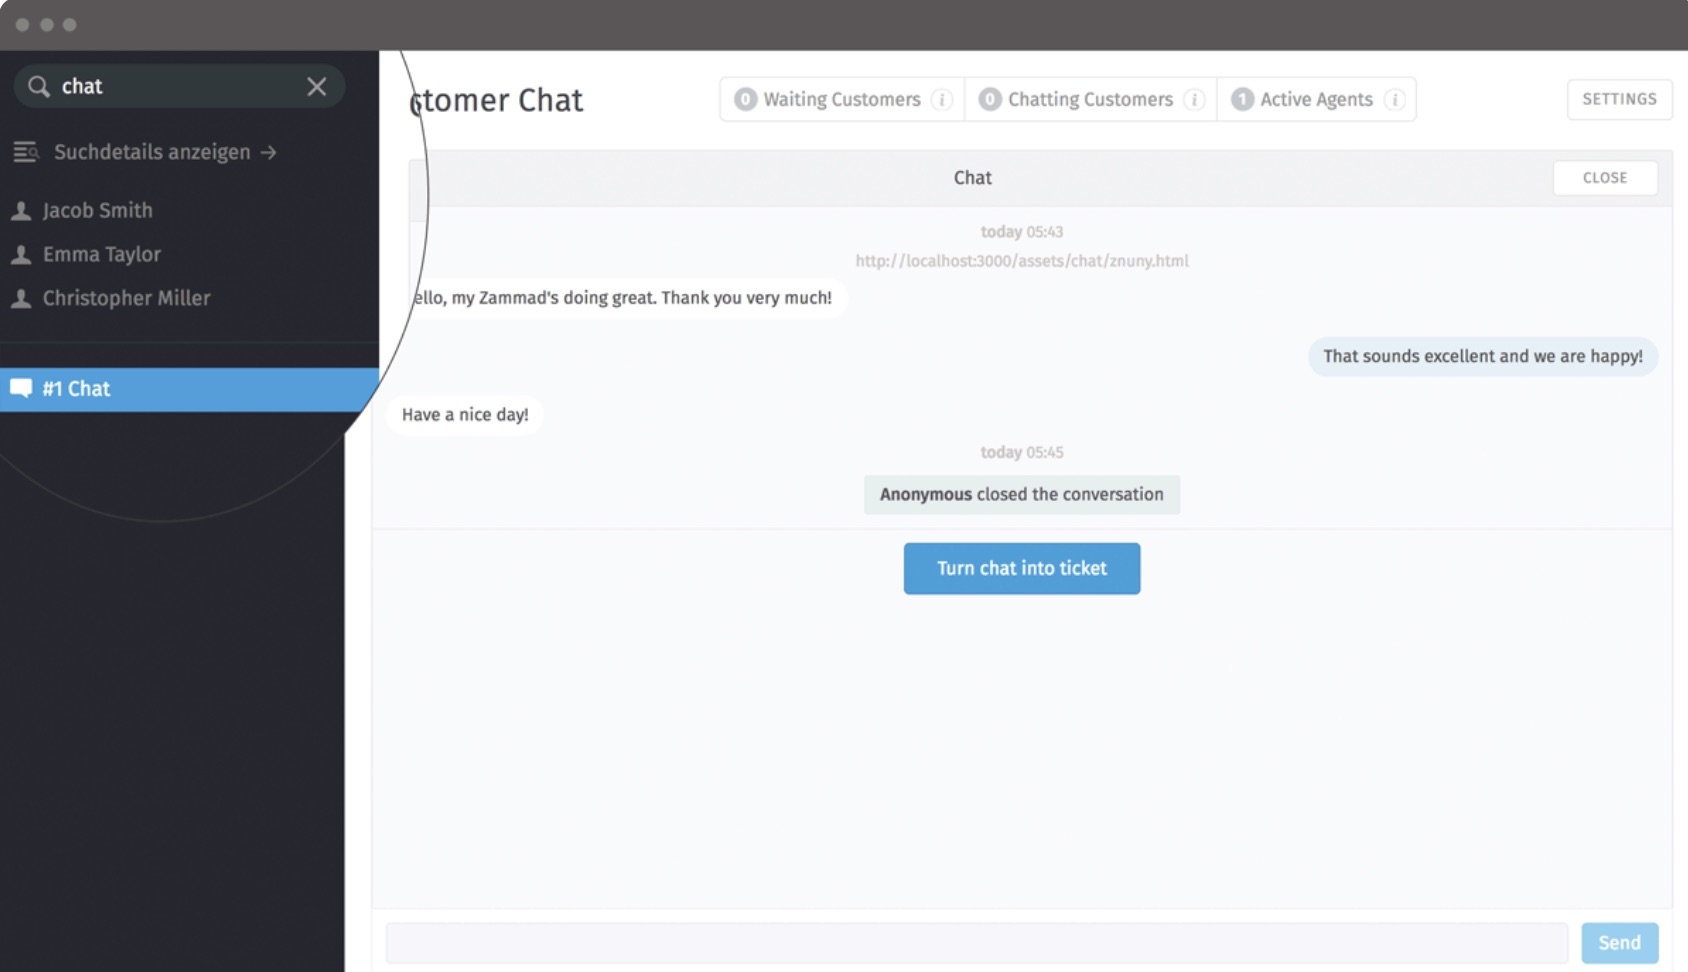 chat
Suchdetails anzeigen →
Jacob Smith
Emma Taylor
Christopher Miller
#1 Chat
stomer Chat
0 Waiting Customers i
0 Chatting Customers i
1 Active Agents i
SETTINGS
Chat
CLOSE
today 05:43
http://localhost:3000/assets/chat/znuny.html
ello, my Zammad's doing great. Thank you very much!
That sounds excellent and we are happy!
Have a nice day!
today 05:45
Anonymous closed the conversation
Turn chat into ticket
Send